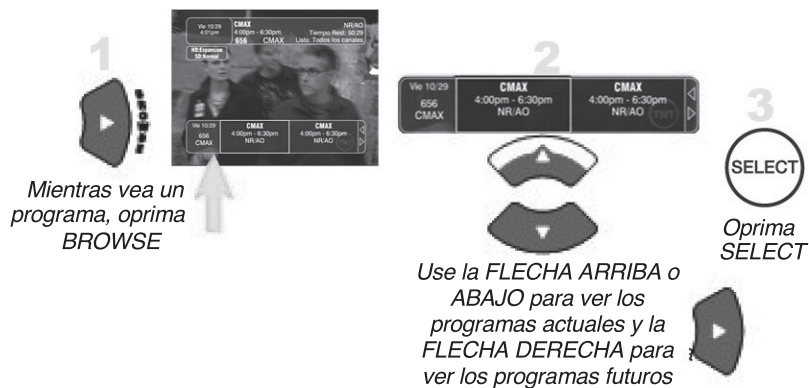 1
Mientras vea un
programa, oprima
BROWSE
Vie 10/29
4:01pm
CMAX
4:00pm - 6:30pm
656 CMAX
NR/AO
Tiempo Rest: 50:29
Lista: Todos los canales
HD:Expansion
SD:Normal
Vie 10/29
656
CMAX
CMAX
4:00pm - 6:30pm
NR/AO
CMAX
4:00pm - 6:30pm
NR/AO
2
Vie 10/29
656
CMAX
CMAX
4:00pm - 6:30pm
NR/AO
CMAX
4:00pm - 6:30pm
NR/AO
TNT
Use la FLECHA ARRIBA o
ABAJO para ver los
programas actuales y la
FLECHA DERECHA para
ver los programas futuros
3
SELECT
Oprima
SELECT